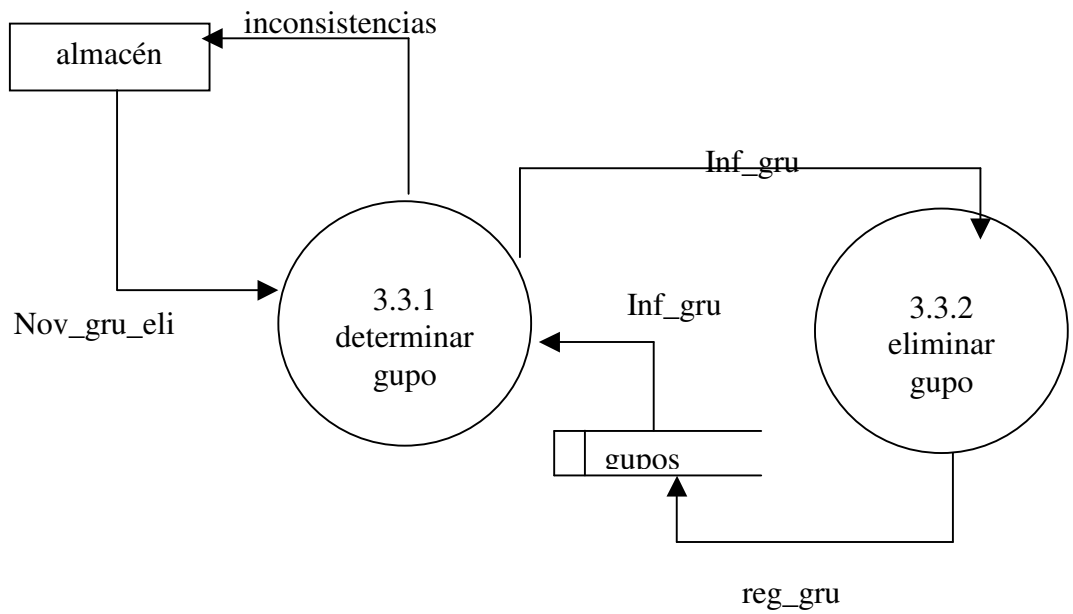 inconsistencias
almacén
Inf_gru
Nov_gru_eli
3.3.1
determinar
gupo
Inf_gru
3.3.2
eliminar
gupo
gupos
reg_gru